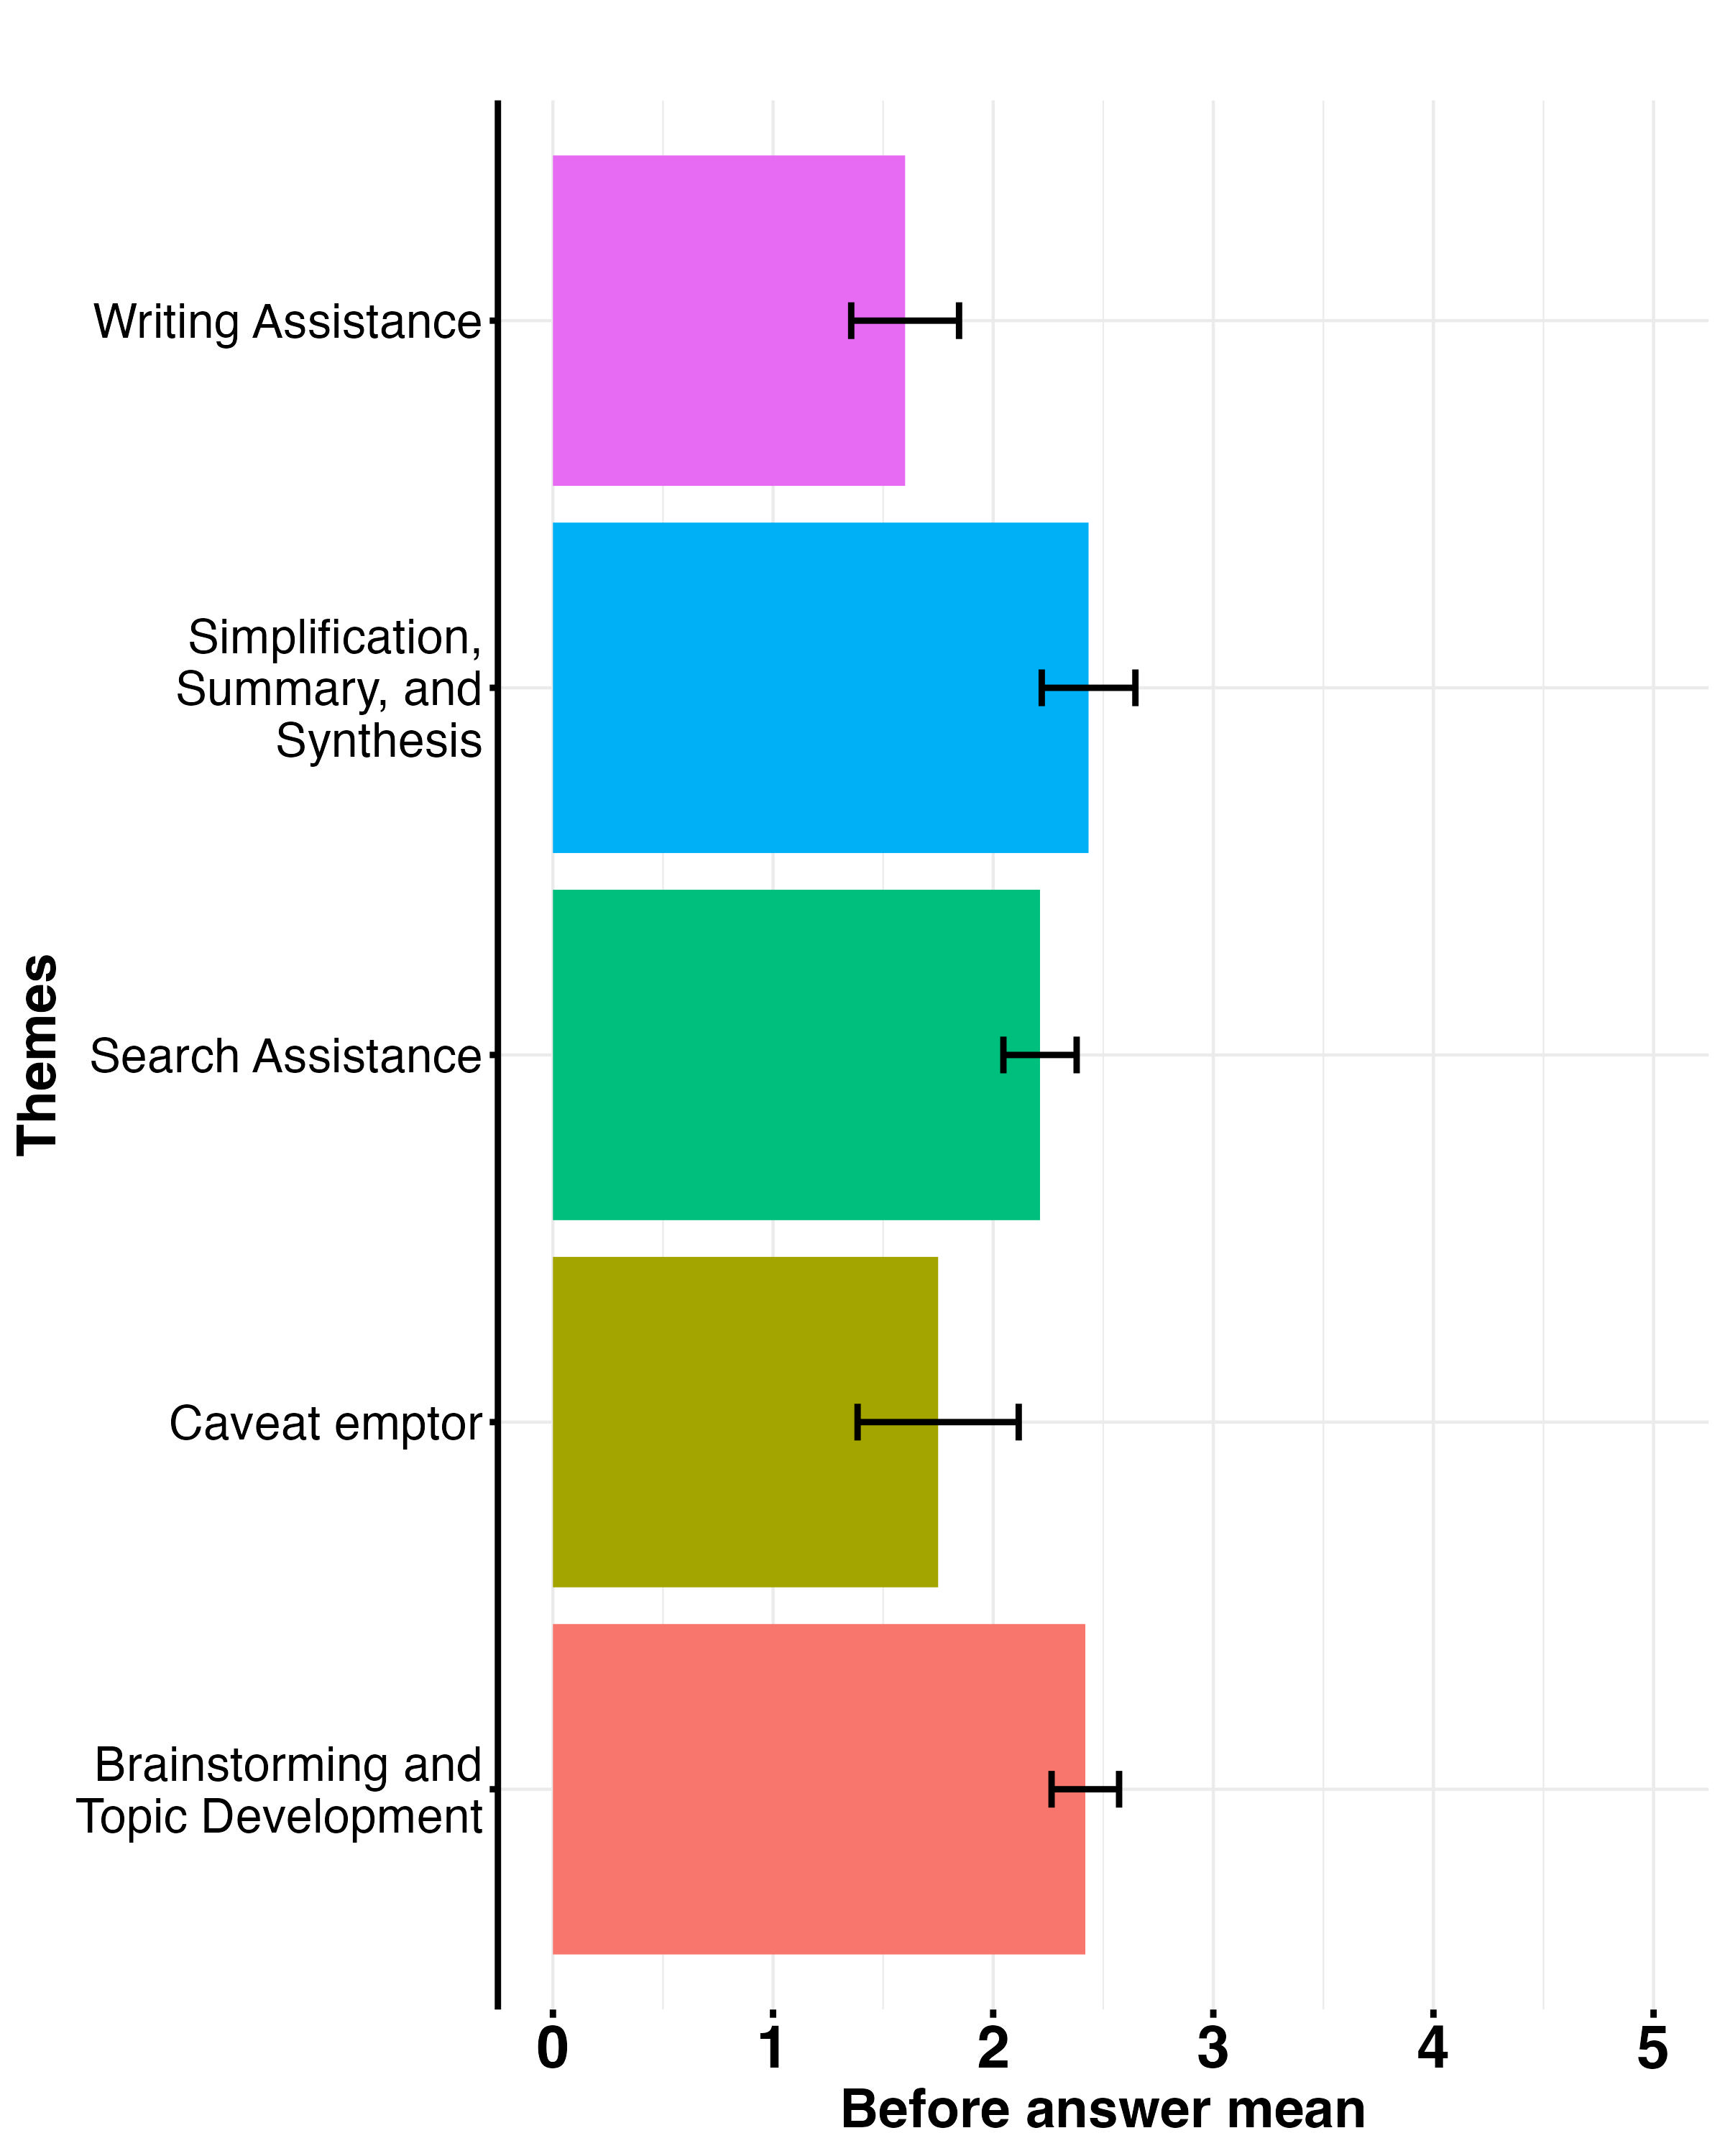 Themes
Writing Assistance
Simplification,
Summary, and
Synthesis
Search Assistance
Caveat emptor
Brainstorming and
Topic Development
0 1 2 3 4 5
Before answer mean